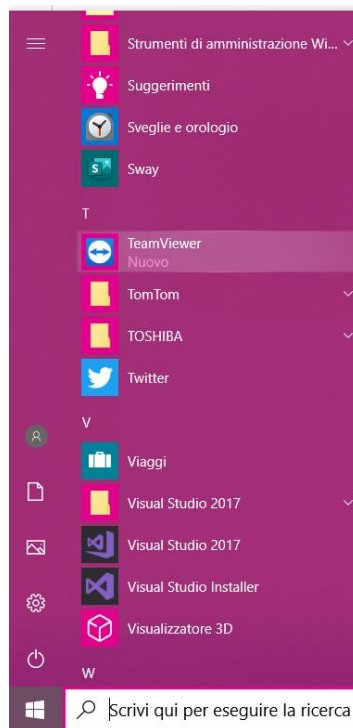 Strumenti di amministrazione Wi...
Suggerimenti
Sveglie e orologio
Sway
T
TeamViewer
Nuovo
TomTom
TOSHIBA
Twitter
V
Viaggi
Visual Studio 2017
Visual Studio 2017
Visual Studio Installer
Visualizzatore 3D
W
Scrivi qui per eseguire la ricerca